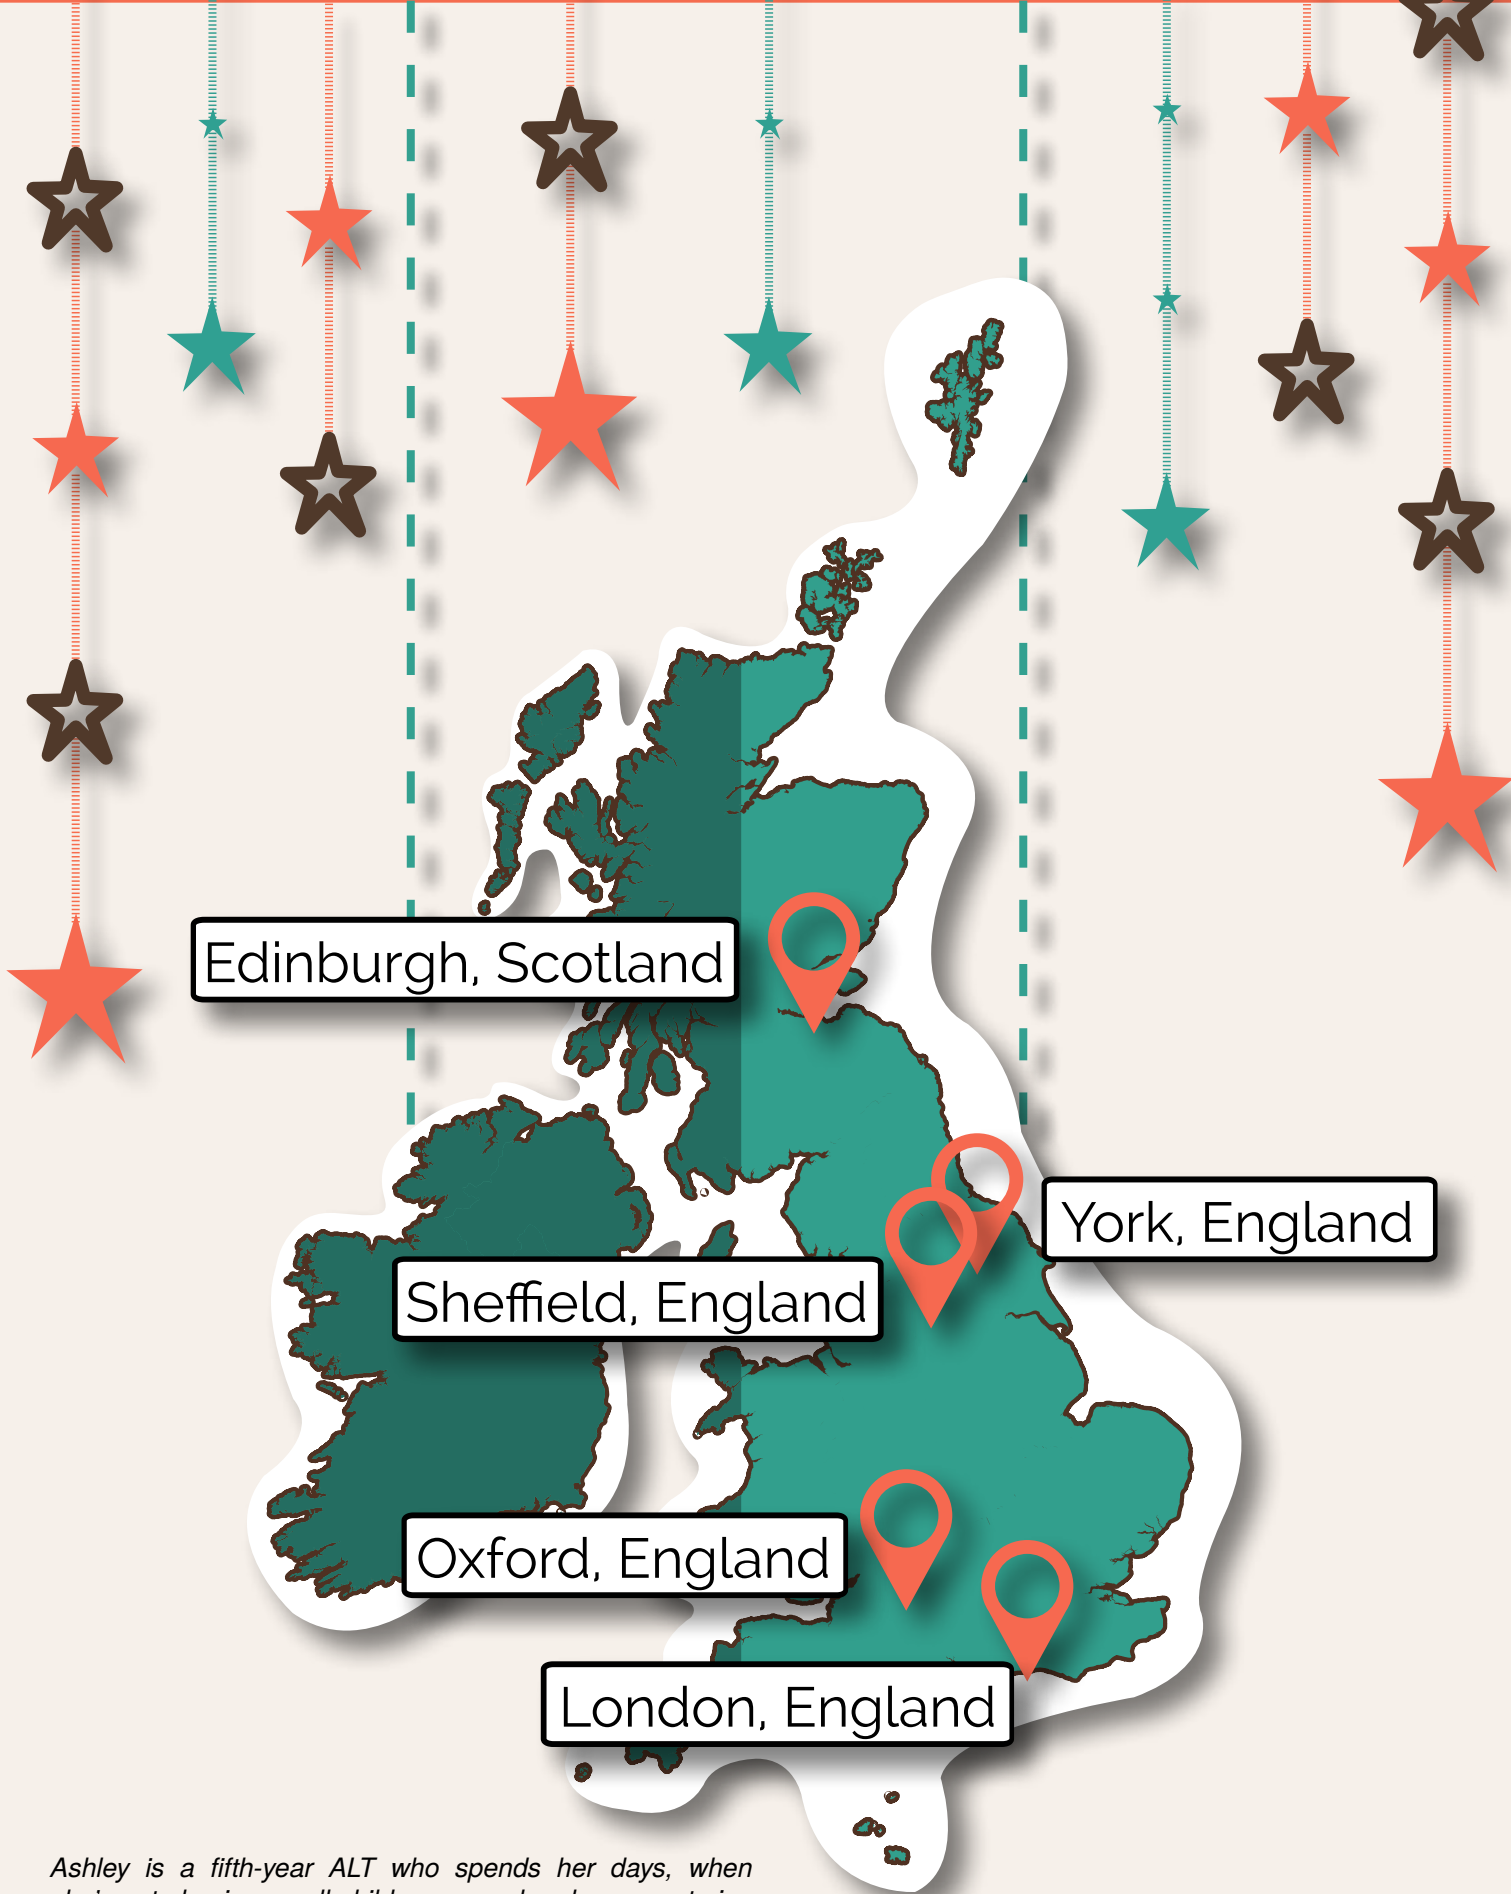 Edinburgh, Scotland
York, England
Sheffield, England
Oxford, England
London, England
Ashley is a fifth-year ALT who spends her days, when